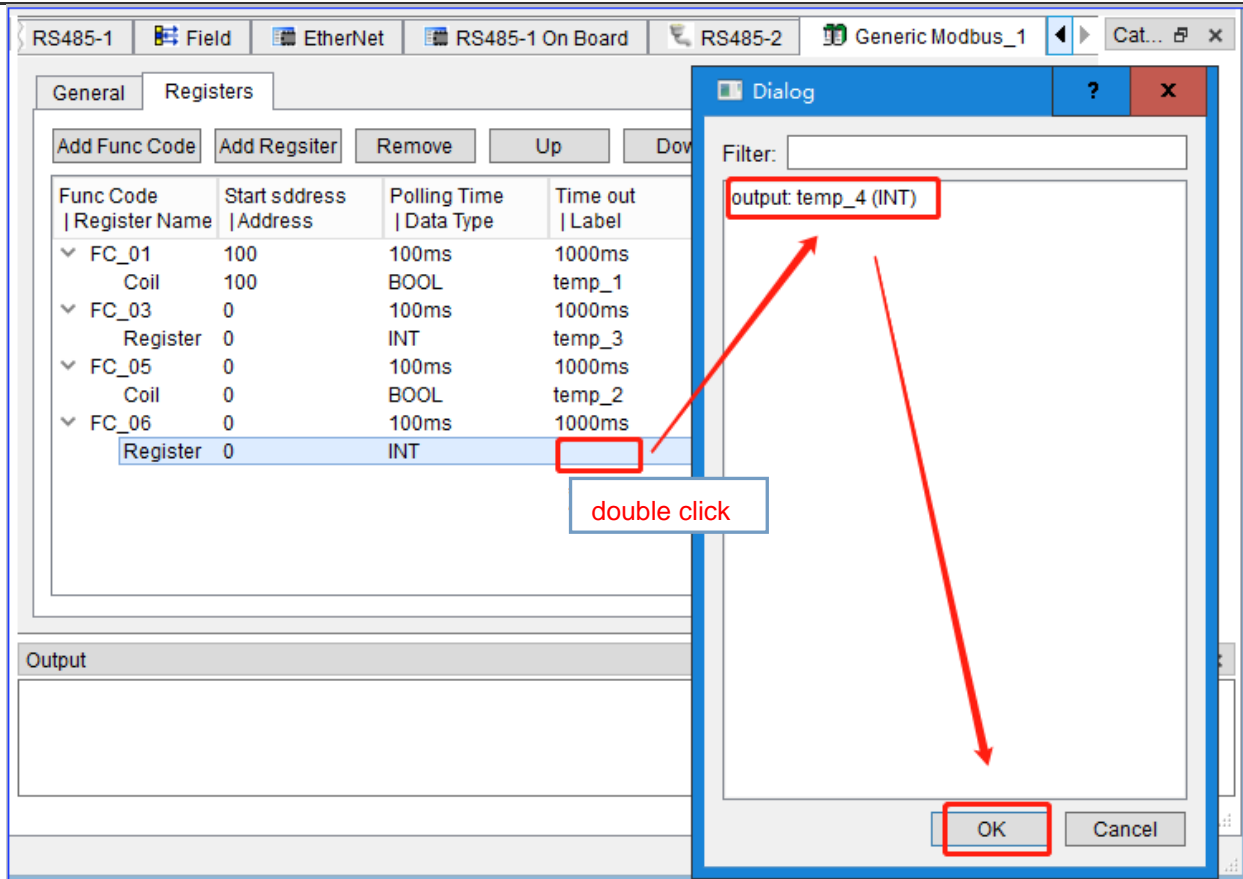 RS485-1 Field EtherNet RS485-1 On Board RS485-2 Generic Modbus_1 Cat...
General Registers
Add Func Code Add Regsiter Remove Up Dow
Func Code Start sddress Polling Time Time out
| Register Name | Address | Data Type | Label
FC_01 100 100ms 1000ms
Coil 100 BOOL temp_1
FC_03 0 100ms 1000ms
Register 0 INT temp_3
FC_05 0 100ms 1000ms
Coil 0 BOOL temp_2
FC_06 0 100ms 1000ms
Register 0 INT
double click
Dialog ? x
Filter:
output: temp_4 (INT)
OK Cancel
Output